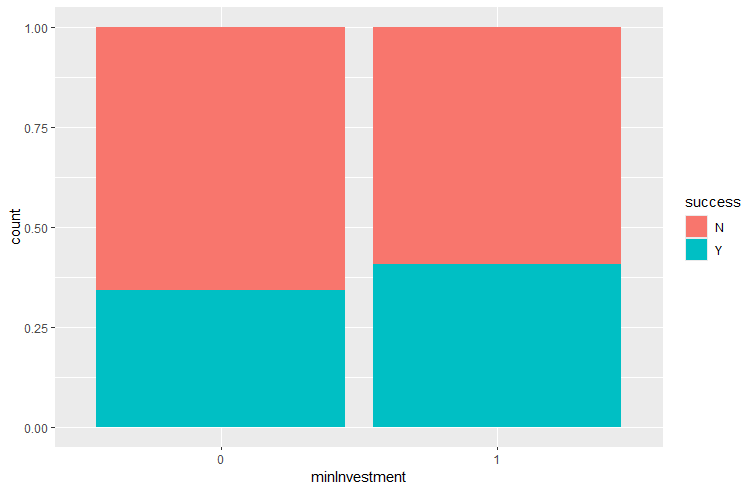 1.00
0.75
0.50
0.25
0.00
count
0
1
minInvestment
success
N
Y